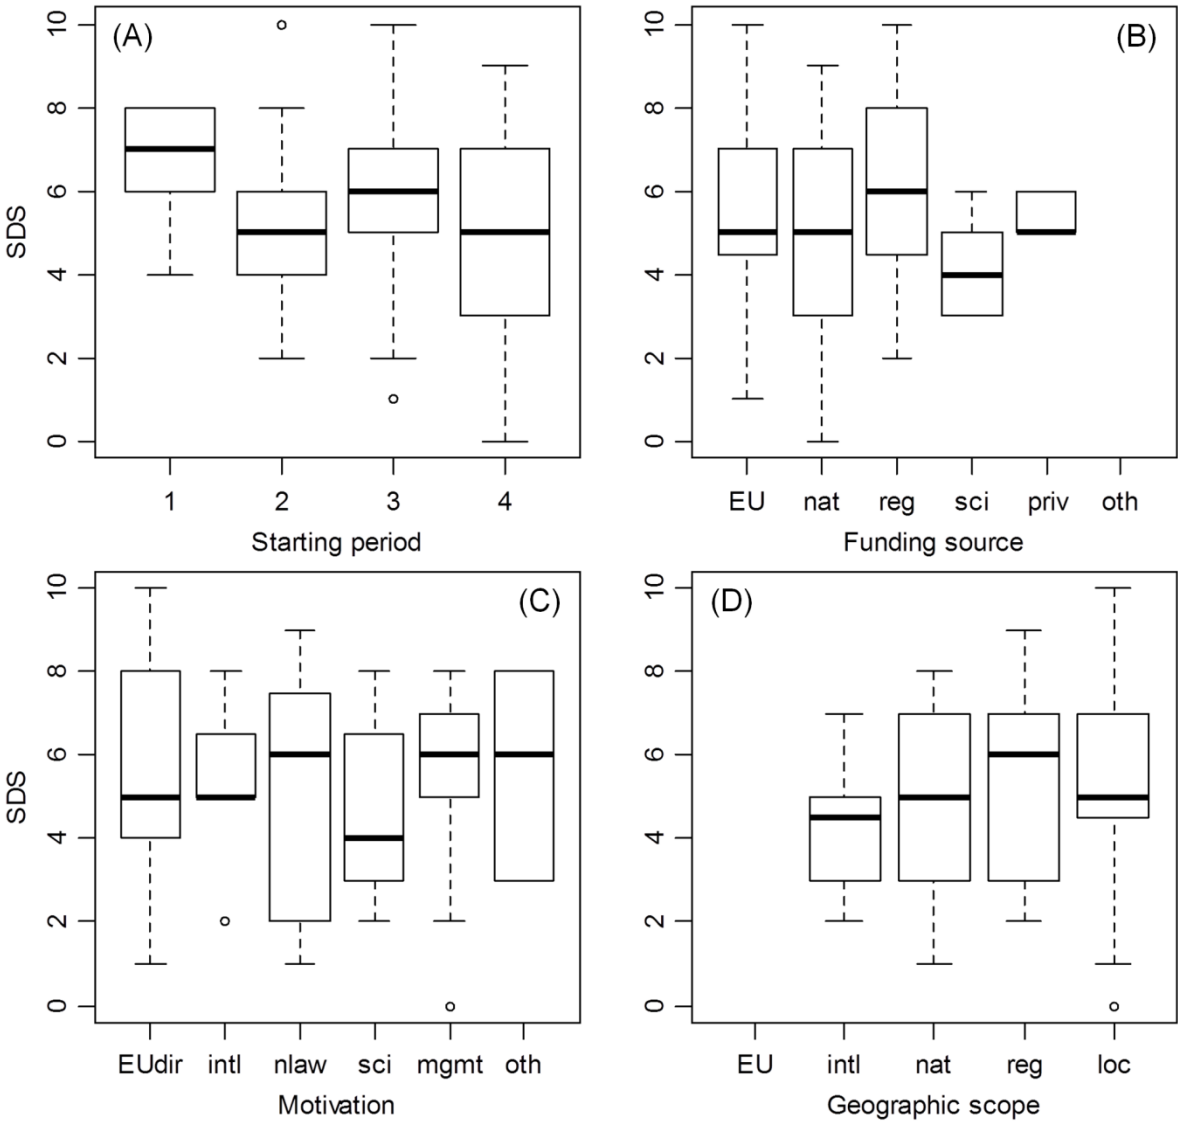 (A)
10
8
6
4
2
0
SDS
1 2 3 4
Starting period
(B)
10
8
6
4
2
0
EU nat reg sci priv oth
Funding source
(C)
10
8
6
4
2
0
SDS
EUdir intl nlaw sci mgmt oth
Motivation
(D)
10
8
6
4
2
0
EU intl nat reg loc
Geographic scope